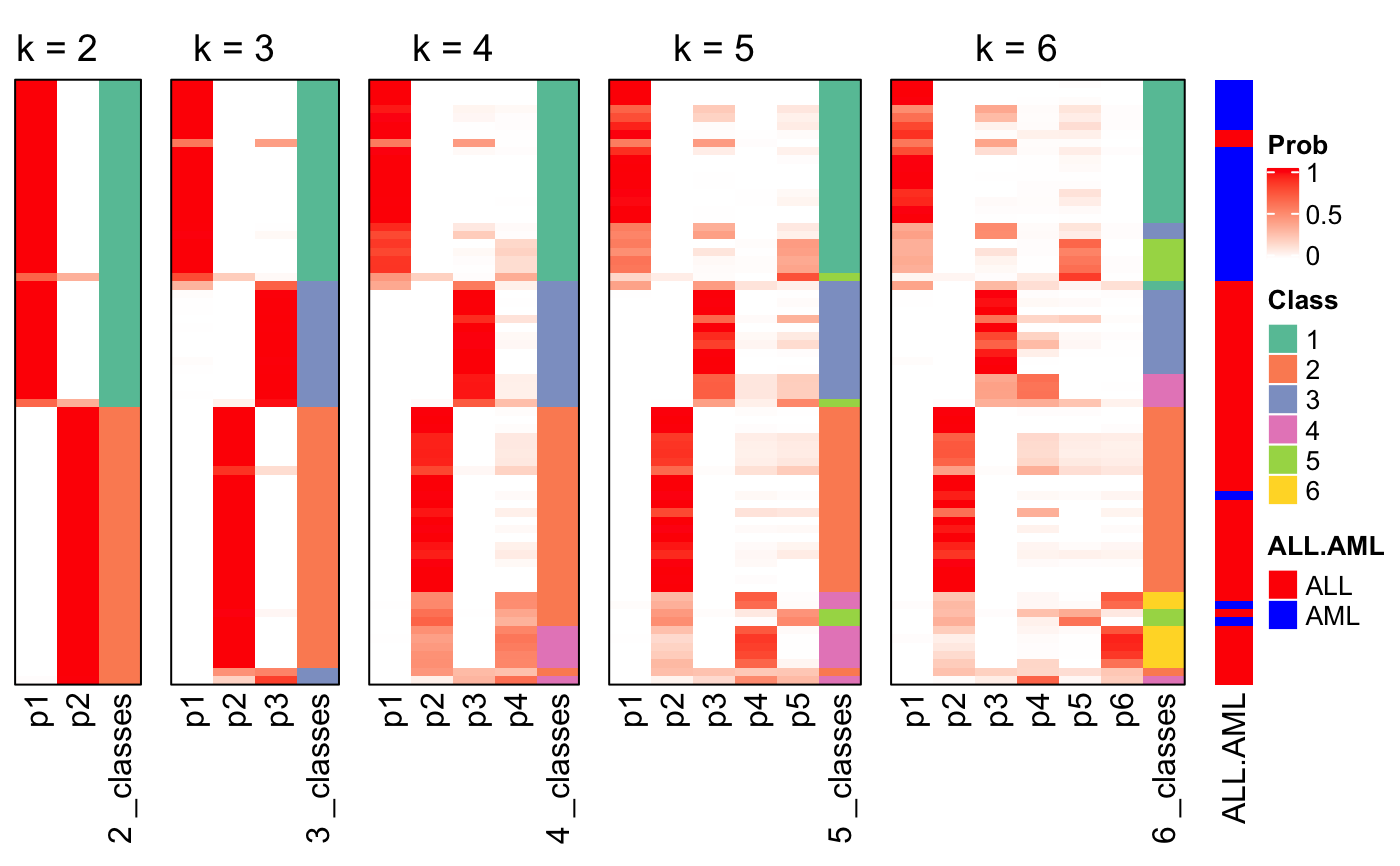 k = 2
k = 3
k = 4
k = 5
k = 6
p1
p2
2 _classes
p1
p2
p3
3 _classes
p1
p2
p3
p4
4 _classes
p1
p2
p3
p4
p5
5 _classes
p1
p2
p3
p4
p5
p6
6 _classes
ALL.AML
Prob
1
0.5
0
Class
1
2
3
4
5
6
ALL.AML
ALL
AML